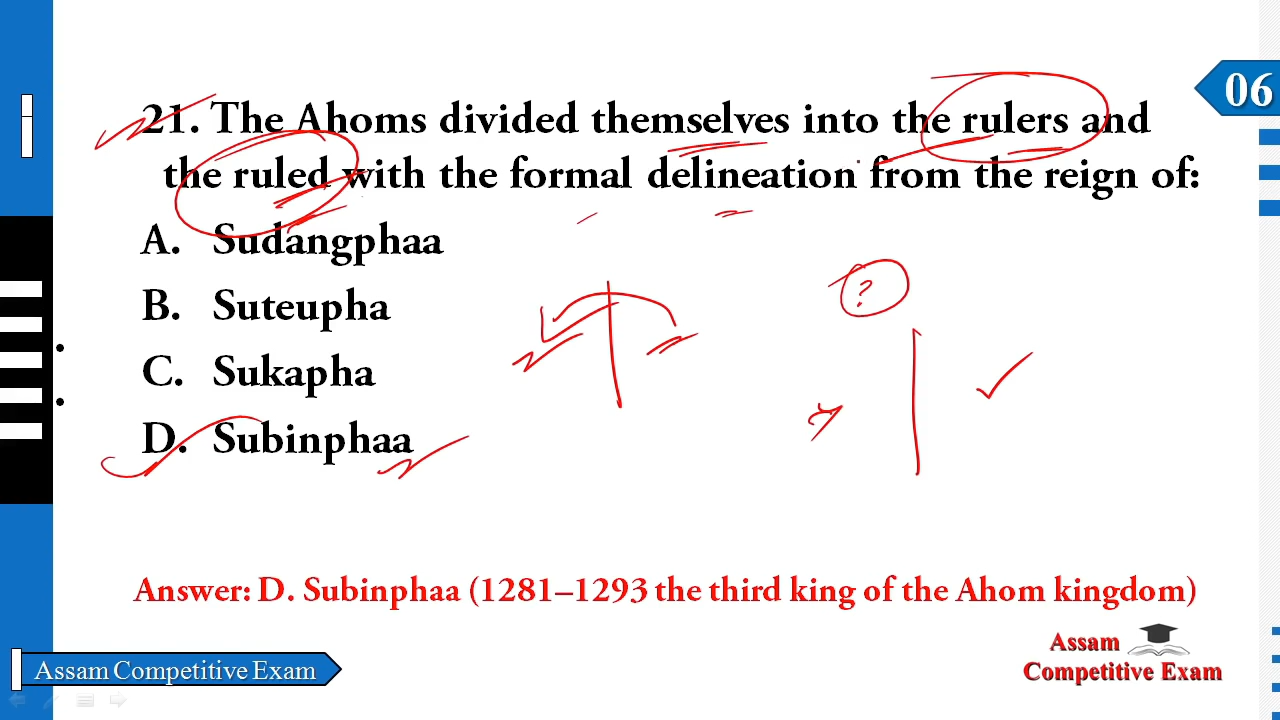 06
21. The Ahoms divided themselves into the rulers and
the ruled with the formal delineation from the reign of:
A. Sudangphaa
B. Suteupha
C. Sukapha
D. Subinphaa
?
Answer: D. Subinphaa (1281–1293 the third king of the Ahom kingdom)
Assam Competitive Exam
Assam
Competitive Exam